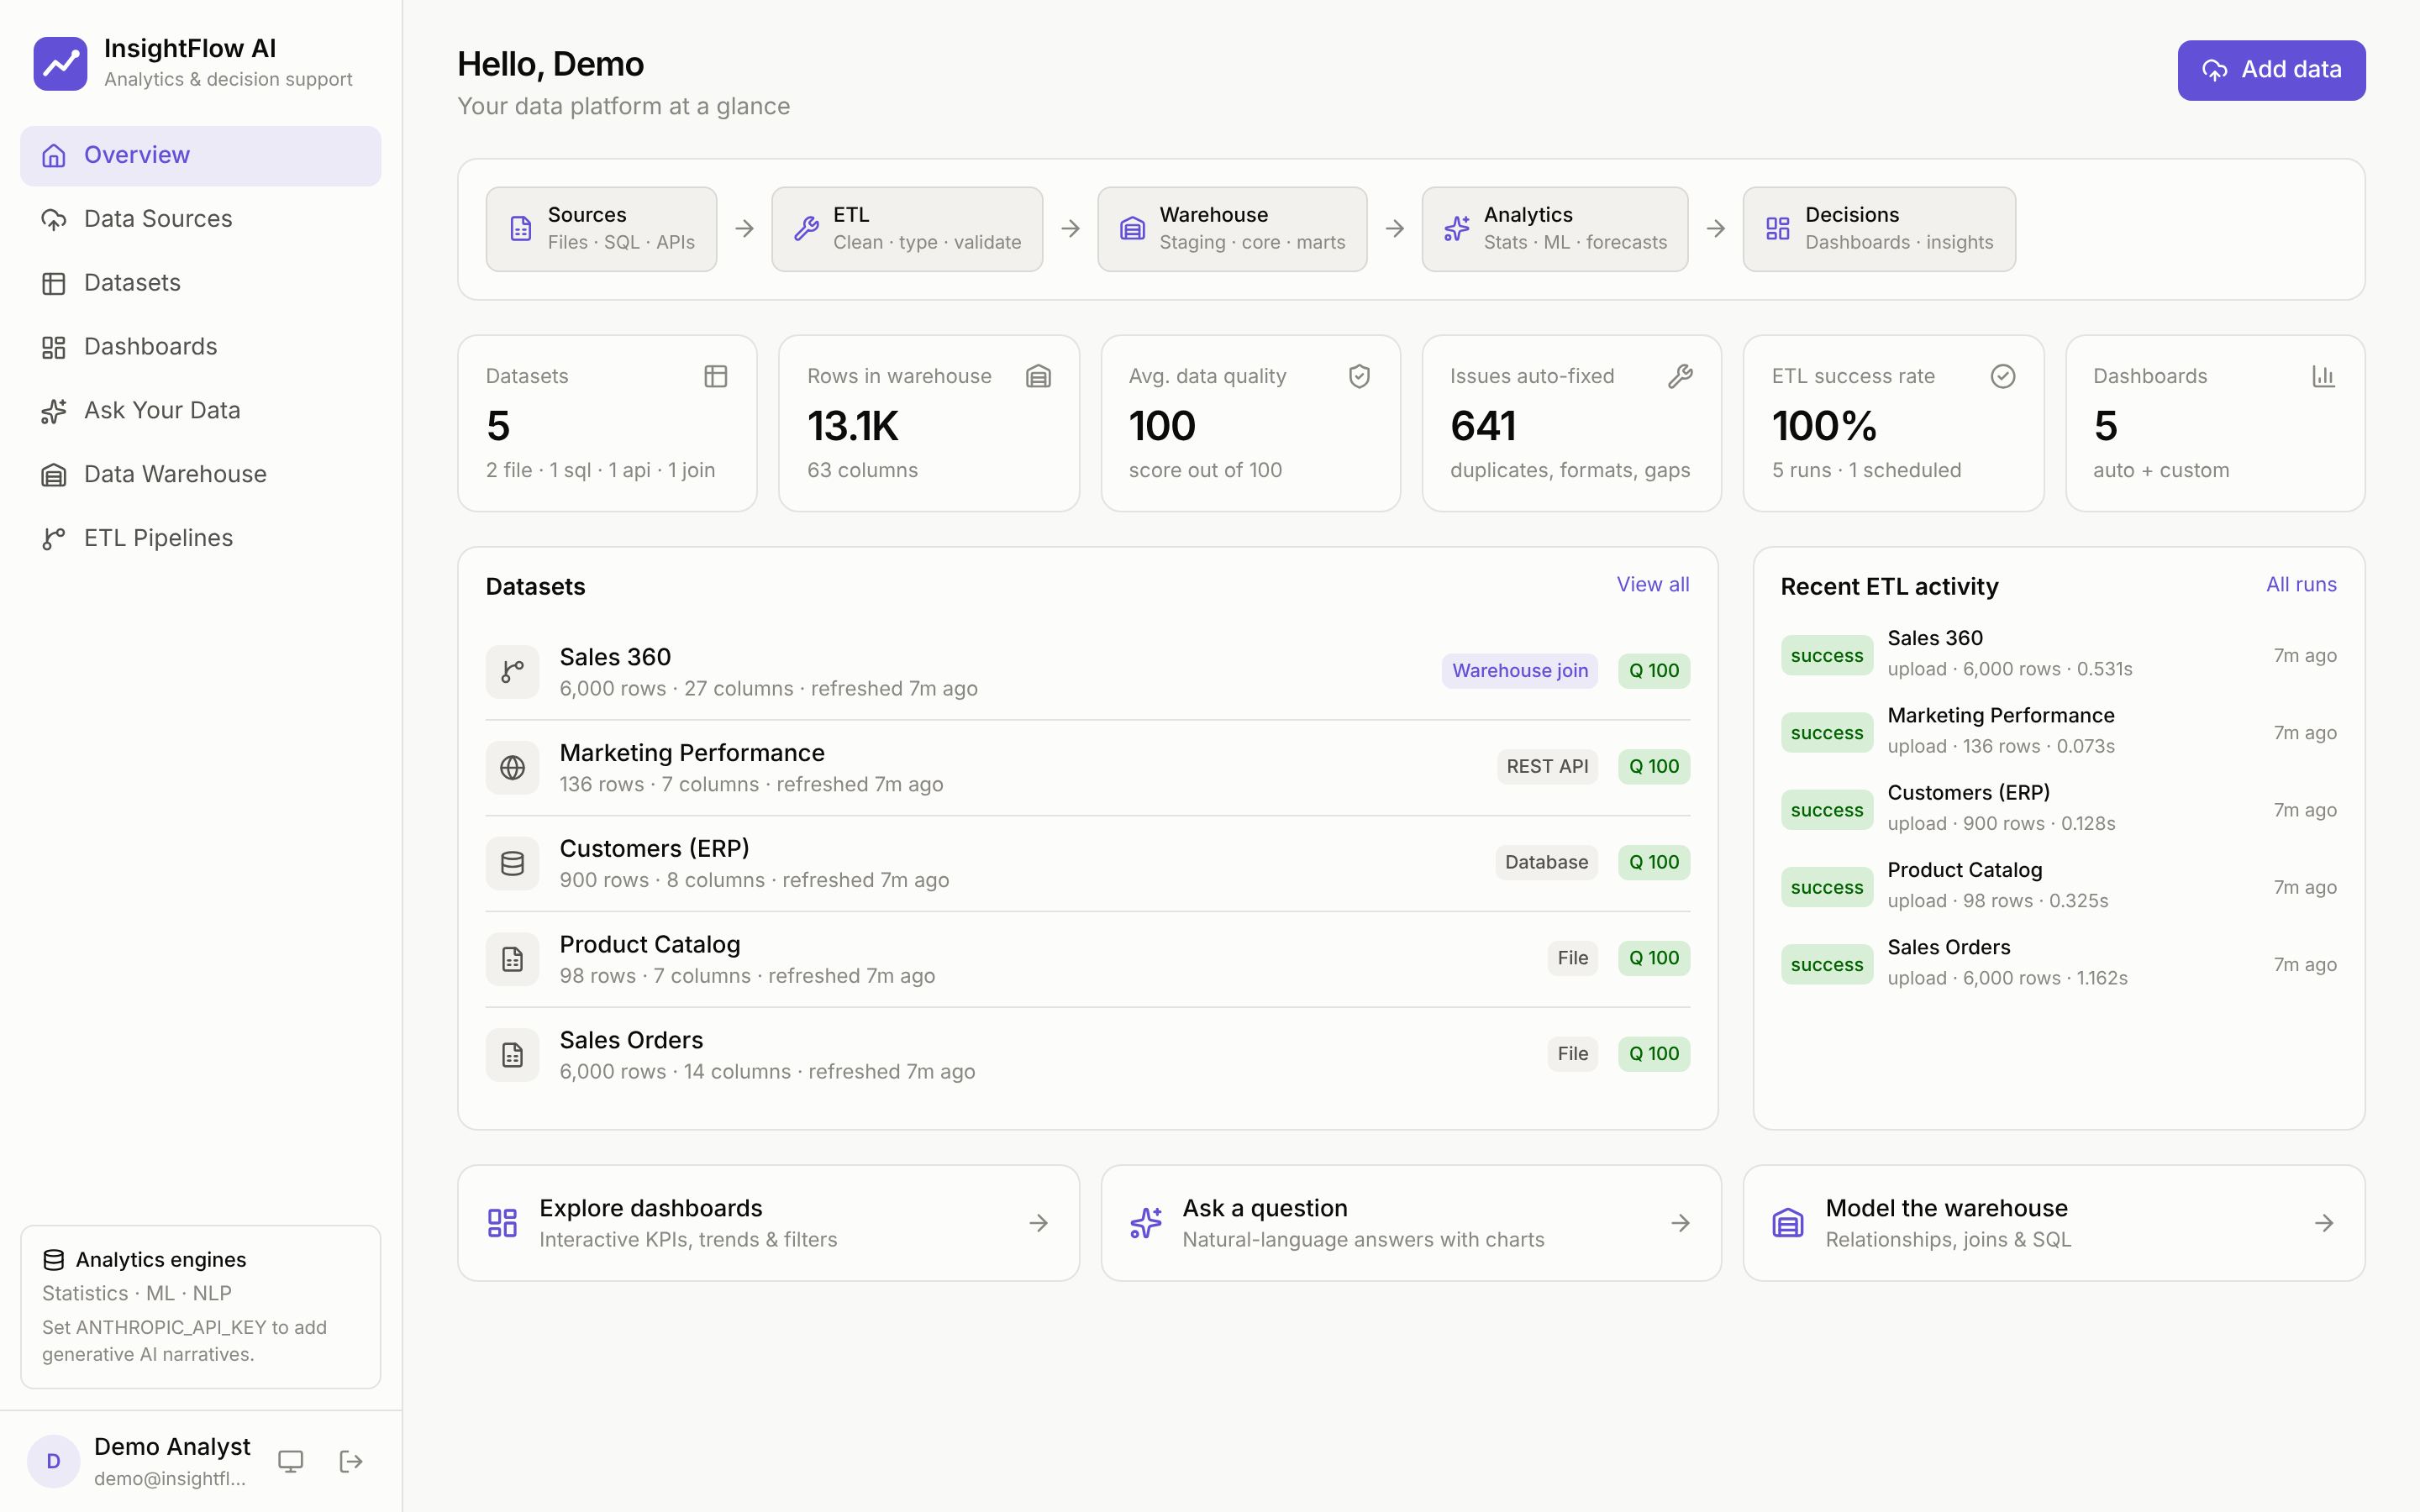 InsightFlow AI
Analytics & decision support
Overview
Data Sources
Datasets
Dashboards
Ask Your Data
Data Warehouse
ETL Pipelines
Analytics engines
Statistics · ML · NLP
Set ANTHROPIC_API_KEY to add
generative AI narratives.
D
Demo Analyst
demo@insightfl...
Hello, Demo
Your data platform at a glance
Add data
Sources
Files · SQL · APIs
ETL
Clean · type · validate
Warehouse
Staging · core · marts
Analytics
Stats · ML · forecasts
Decisions
Dashboards · insights
Datasets
5
2 file · 1 sql · 1 api · 1 join
Rows in warehouse
13.1K
63 columns
Avg. data quality
100
score out of 100
Issues auto-fixed
641
duplicates, formats, gaps
ETL success rate
100%
5 runs · 1 scheduled
Dashboards
5
auto + custom
Datasets
View all
Sales 360
6,000 rows · 27 columns · refreshed 7m ago
Warehouse join
Q 100
Marketing Performance
136 rows · 7 columns · refreshed 7m ago
REST API
Q 100
Customers (ERP)
900 rows · 8 columns · refreshed 7m ago
Database
Q 100
Product Catalog
98 rows · 7 columns · refreshed 7m ago
File
Q 100
Sales Orders
6,000 rows · 14 columns · refreshed 7m ago
File
Q 100
Recent ETL activity
All runs
success
Sales 360
upload · 6,000 rows · 0.531s
7m ago
success
Marketing Performance
upload · 136 rows · 0.073s
7m ago
success
Customers (ERP)
upload · 900 rows · 0.128s
7m ago
success
Product Catalog
upload · 98 rows · 0.325s
7m ago
success
Sales Orders
upload · 6,000 rows · 1.162s
7m ago
Explore dashboards
Interactive KPIs, trends & filters
Ask a question
Natural-language answers with charts
Model the warehouse
Relationships, joins & SQL